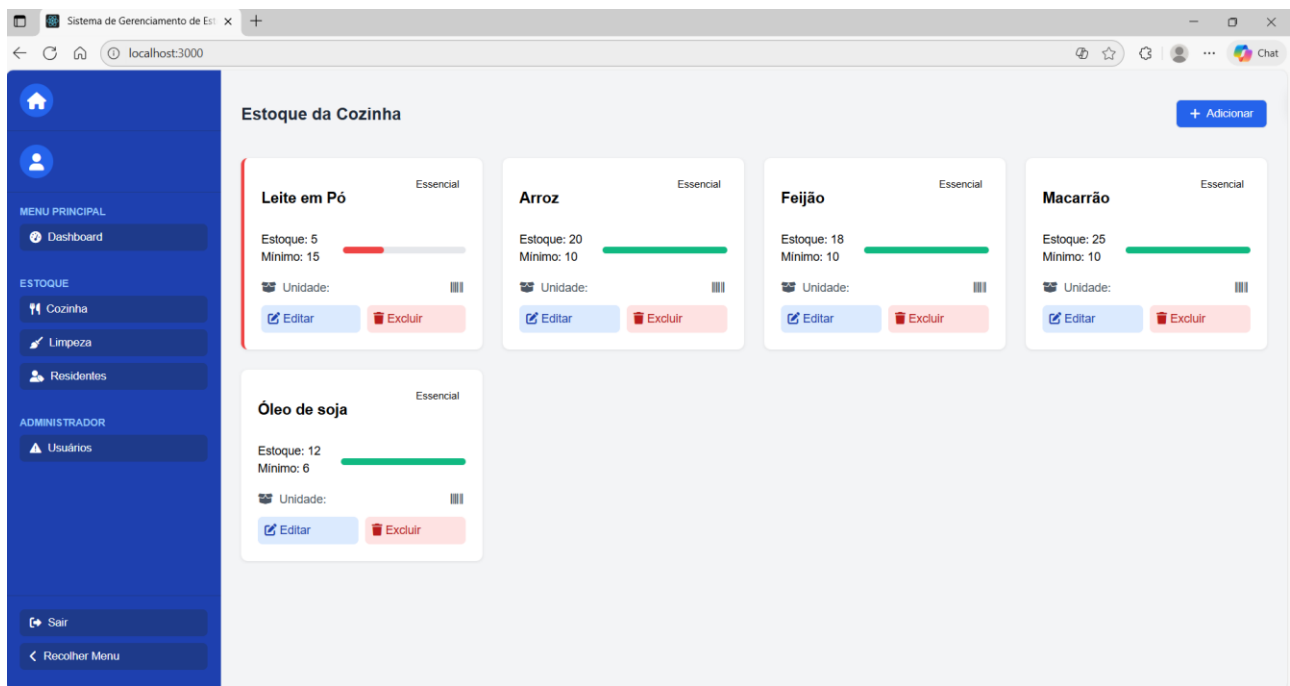 Sistema de Gerenciamento de Est
localhost:3000
Chat
MENU PRINCIPAL
Dashboard
ESTOQUE
Cozinha
Limpeza
Residentes
ADMINISTRADOR
Usuários
Sair
Recolher Menu
Estoque da Cozinha
+ Adicionar
Essencial
Leite em Pó
Estoque: 5
Mínimo: 15
Unidade:
Editar
Excluir
Essencial
Arroz
Estoque: 20
Mínimo: 10
Unidade:
Editar
Excluir
Essencial
Feijão
Estoque: 18
Mínimo: 10
Unidade:
Editar
Excluir
Essencial
Macarrão
Estoque: 25
Mínimo: 10
Unidade:
Editar
Excluir
Essencial
Óleo de soja
Estoque: 12
Mínimo: 6
Unidade:
Editar
Excluir